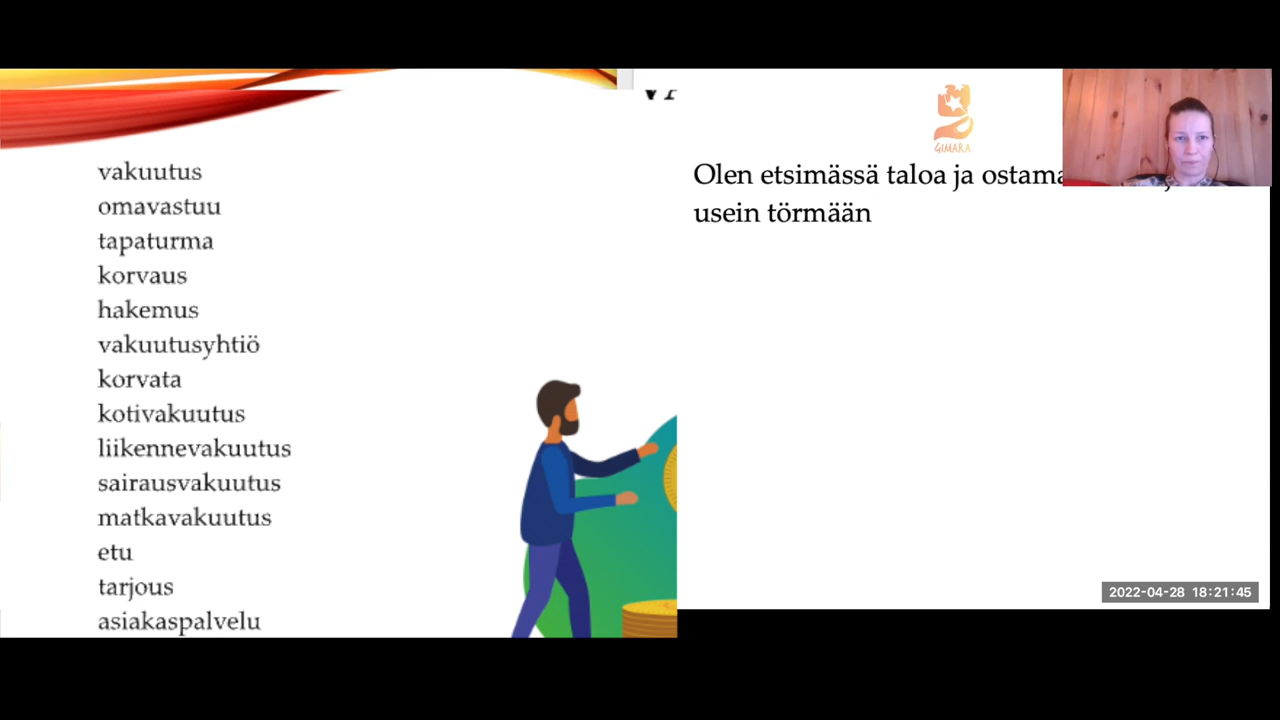 vakuutus
omavastuu
tapaturma
korvaus
hakemus
vakuutusyhtiö
korvata
kotivakuutus
liikennevakuutus
sairausvakuutus
matkavakuutus
etu
tarjous
asiakaspalvelu
GIMARA
Olen etsimässä taloa ja
usein törmään
2022-04-28 18:21:45